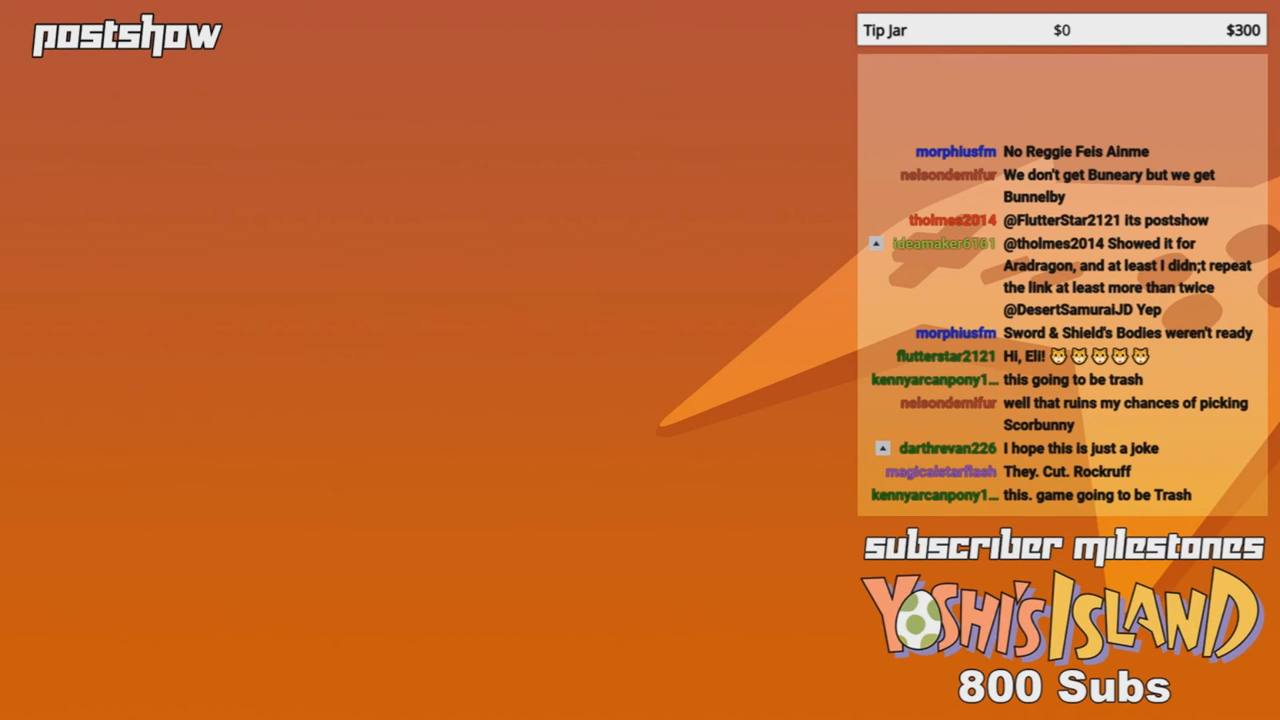 postshow
Tip Jar $0 $300
morphiusfm No Reggie Feis Ainme
nelsondemifur We don't get Buneary but we get
Bunnelby
tholmes2014 @FlutterStar2121 its postshow
ideamaker6161 @tholmes2014 Showed it for
Aradragon, and at least I didn;t repeat
the link at least more than twice
@DesertSamuraiJD Yep
morphiusfm Sword & Shield's Bodies weren't ready
flutterstar2121 Hi, Eli!
kennyarcanpony1... this going to be trash
nelsondemifur well that ruins my chances of picking
Scorbunny
darthrevan226 I hope this is just a joke
magicalstarflash They. Cut. Rockruff
kennyarcanpony1... this. game going to be Trash
subscriber milestones
YOSHI'S ISLAND
800 Subs